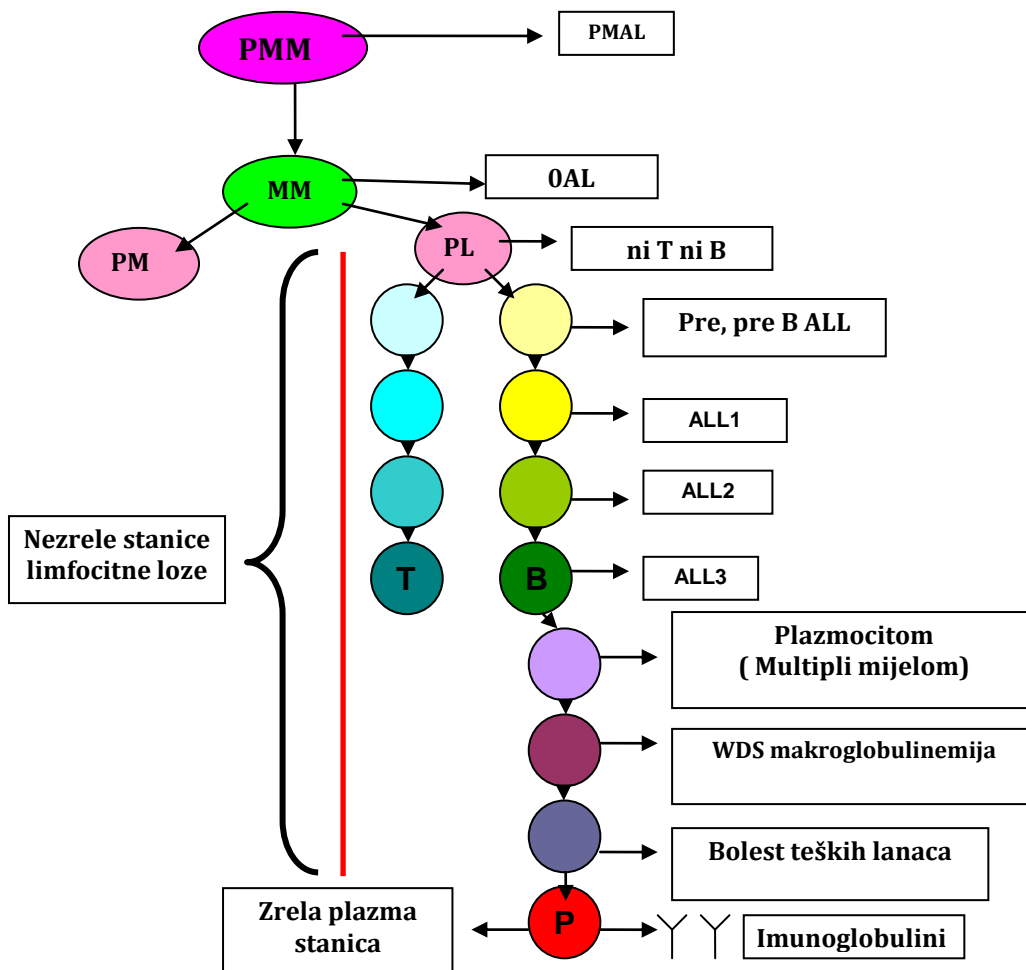 PMM
PMAL
MM
0AL
PM
PL
ni T ni B
Pre, pre B ALL
ALL1
ALL2
Nezrele stanice
limfocitne loze
T
B
ALL3
Plazmocitom
( Multipli mijelom)
WDS makroglobulinemija
Bolest teških lanaca
Zrela plazma
stanica
P
Imunoglobulini